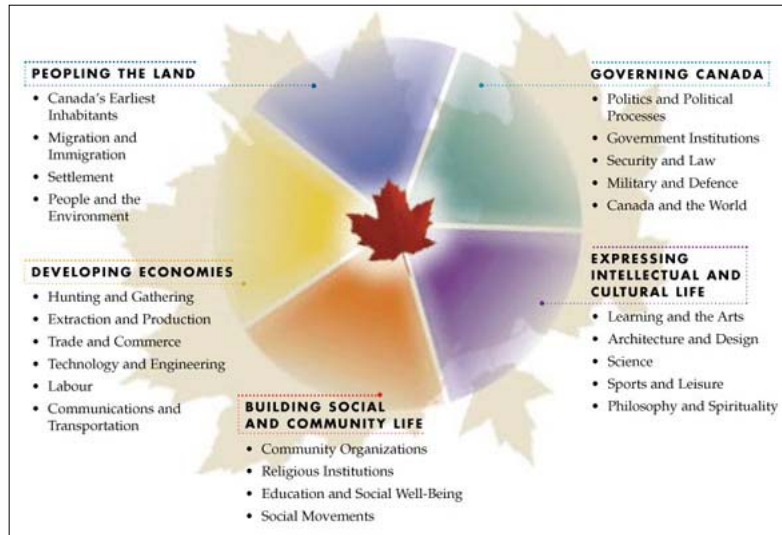 PEOPLING THE LAND
• Canada's Earliest
Inhabitants
• Migration and
Immigration
• Settlement
• People and the
Environment
GOVERNING CANADA
• Politics and Political
Processes
• Government Institutions
• Security and Law
• Military and Defence
• Canada and the World
DEVELOPING ECONOMIES
• Hunting and Gathering
• Extraction and Production
• Trade and Commerce
• Technology and Engineering
• Labour
• Communications and
Transportation
EXPRESSING
INTELLECTUAL AND
CULTURAL LIFE
• Learning and the Arts
• Architecture and Design
• Science
• Sports and Leisure
• Philosophy and Spirituality
BUILDING SOCIAL
AND COMMUNITY LIFE
• Community Organizations
• Religious Institutions
• Education and Social Well-Being
• Social Movements